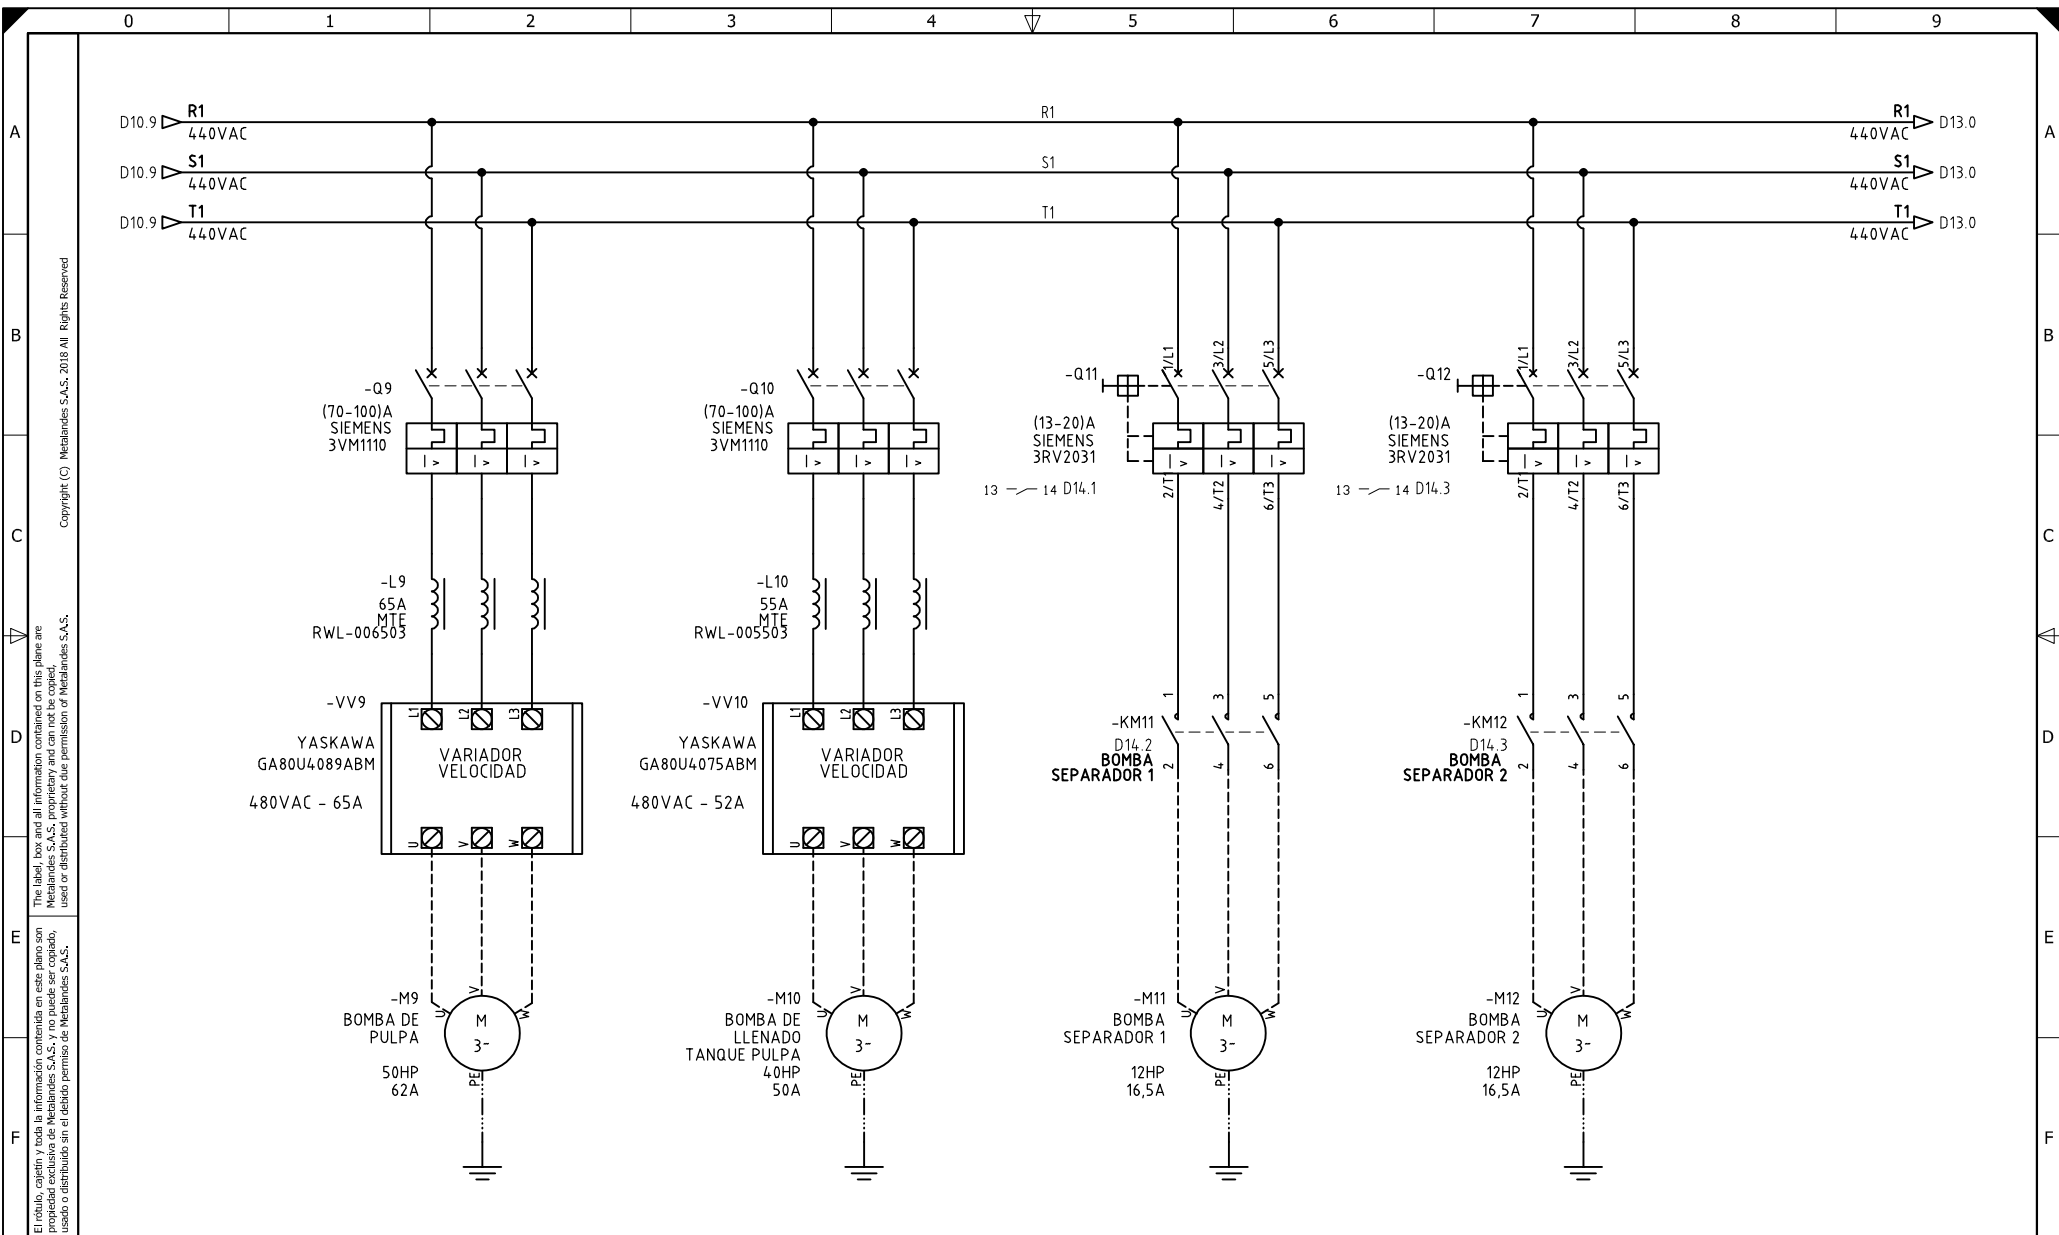 0 1 2 3 4 5 6 7 8 9
A
B
C
D
E
F
A
B
C
D
E
F
Copyright (C) Metalandes S.A.S. 2018 All Rights Reserved
The label, box and all information contained on this plane are
Metalandes S.A.S. proprietary and can not be copied,
used or distributed without due permission of Metalandes S.A.S.
El rótulo, cajetín y toda la información contenida en este plano son
propiedad exclusiva de Metalandes S.A.S. y no puede ser copiado,
usado o distribuido sin el debido permiso de Metalandes S.A.S.
D10.9 R1 R1 R1 D13.0
440VAC 440VAC
D10.9 S1 S1 S1 D13.0
440VAC 440VAC
D10.9 T1 T1 T1 D13.0
440VAC 440VAC
-Q9
(70-100)A
SIEMENS
3VM1110
I> I> I>
-L9
65A
MTE
RWL-006503
-VV9
L1 L2 L3
YASKAWA
GA80U4089ABM
480VAC - 65A
VARIADOR
VELOCIDAD
U V W
-M9
BOMBA DE
PULPA
50HP
62A
U V W
M
3~
PE
-Q10
(70-100)A
SIEMENS
3VM1110
I> I> I>
-L10
55A
MTE
RWL-005503
-VV10
L1 L2 L3
YASKAWA
GA80U4075ABM
480VAC - 52A
VARIADOR
VELOCIDAD
U V W
-M10
BOMBA DE
LLENADO
TANQUE PULPA
40HP
50A
U V W
M
3~
PE
1/L1 3/L2 5/L3
-Q11
(13-20)A
SIEMENS
3RV2031
I> I> I>
13 14 D14.1
2/T1 4/T2 6/T3
1 3 5
-KM11
D14.2
BOMBA
SEPARADOR 1
2 4 6
-M11
BOMBA
SEPARADOR 1
12HP
16,5A
U V W
M
3~
PE
1/L1 3/L2 5/L3
-Q12
(13-20)A
SIEMENS
3RV2031
I> I> I>
13 14 D14.3
2/T1 4/T2 6/T3
1 3 5
-KM12
D14.3
BOMBA
SEPARADOR 2
2 4 6
-M12
BOMBA
SEPARADOR 2
12HP
16,5A
U V W
M
3~
PE